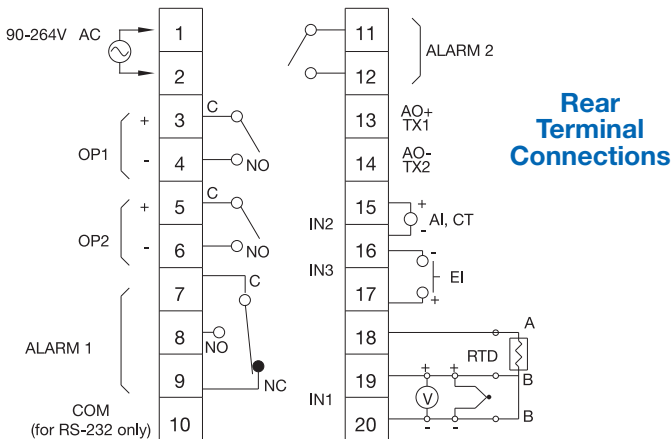 90-264V AC
1
2
C
3
+
OP1
4
-
NO
C
5
+
OP2
6
-
NO
7
C
ALARM 1
8
NO
9
NC
COM
(for RS-232 only)
10
11
ALARM 2
12
13
AO+
TX1
14
AO-
TX2
15
+
AI, CT
IN2
-
16
-
IN3
EI
17
+
18
A
RTD
19
+
+
B
V
IN1
20
-
-
B
Rear
Terminal
Connections